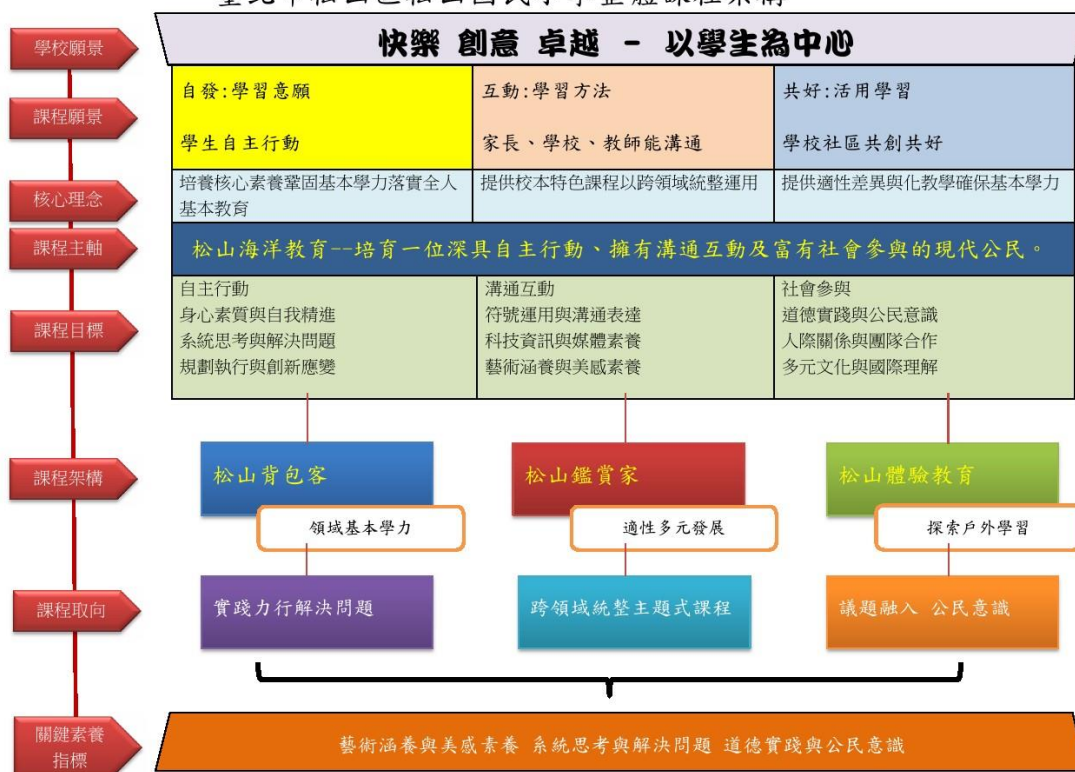 臺北市松山區松山國民小學整體課程架構
學校願景
快樂 創意 卓越 - 以學生為中心
課程願景
自發:學習意願
學生自主行動
互動:學習方法
家長、學校、教師能溝通
共好:活用學習
學校社區共創共好
核心理念
培養核心素養鞏固基本學力落實全人
基本教育
提供校本特色課程以跨領域統整運用
提供適性差異與化教學確保基本學力
課程主軸
松山海洋教育--培育一位深具自主行動、擁有溝通互動及富有社會參與的現代公民。
課程目標
自主行動
身心素質與自我精進
系統思考與解決問題
規劃執行與創新應變
溝通互動
符號運用與溝通表達
科技資訊與媒體素養
藝術涵養與美感素養
社會參與
道德實踐與公民意識
人際關係與團隊合作
多元文化與國際理解
課程架構
松山背包客
領域基本學力
松山鑑賞家
適性多元發展
松山體驗教育
探索戶外學習
課程取向
實踐力行解決問題
跨領域統整主題式課程
議題融入 公民意識
關鍵素養
指標
藝術涵養與美感素養 系統思考與解決問題 道德實踐與公民意識